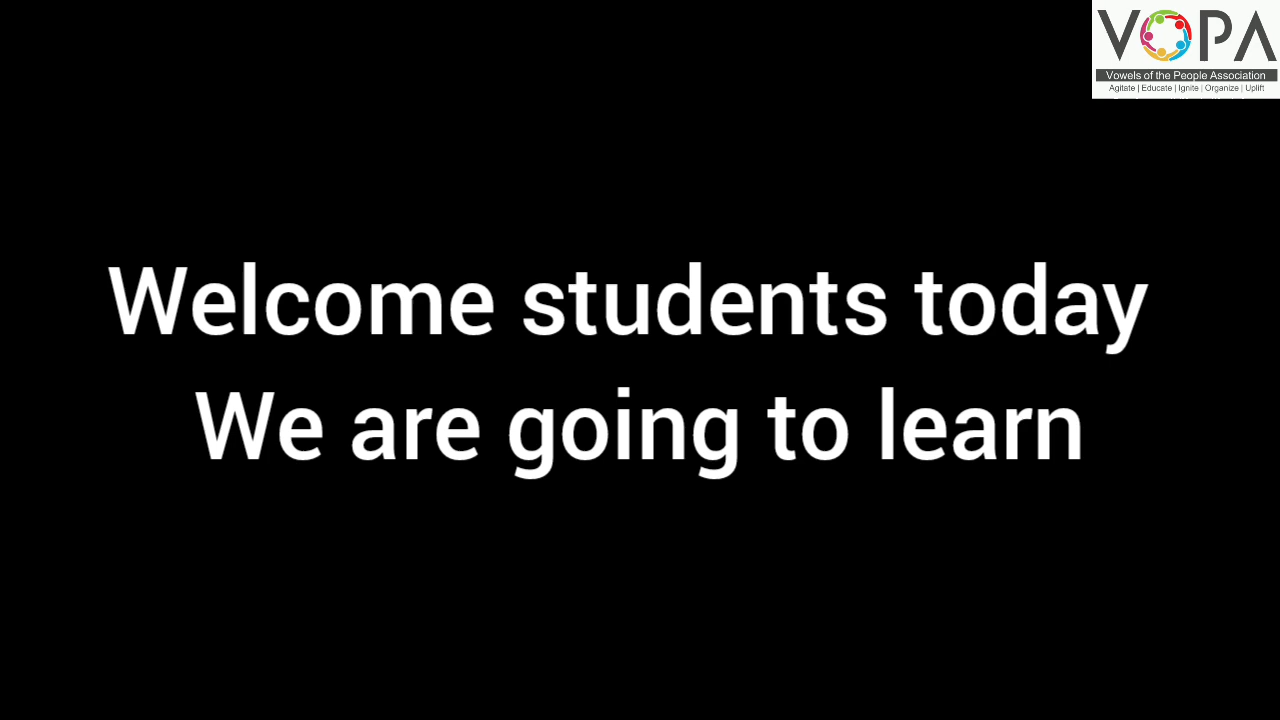 VOPA
Vowels of the People Association
Agitate | Educate | Ignite | Organize | Uplift
Welcome students today
We are going to learn